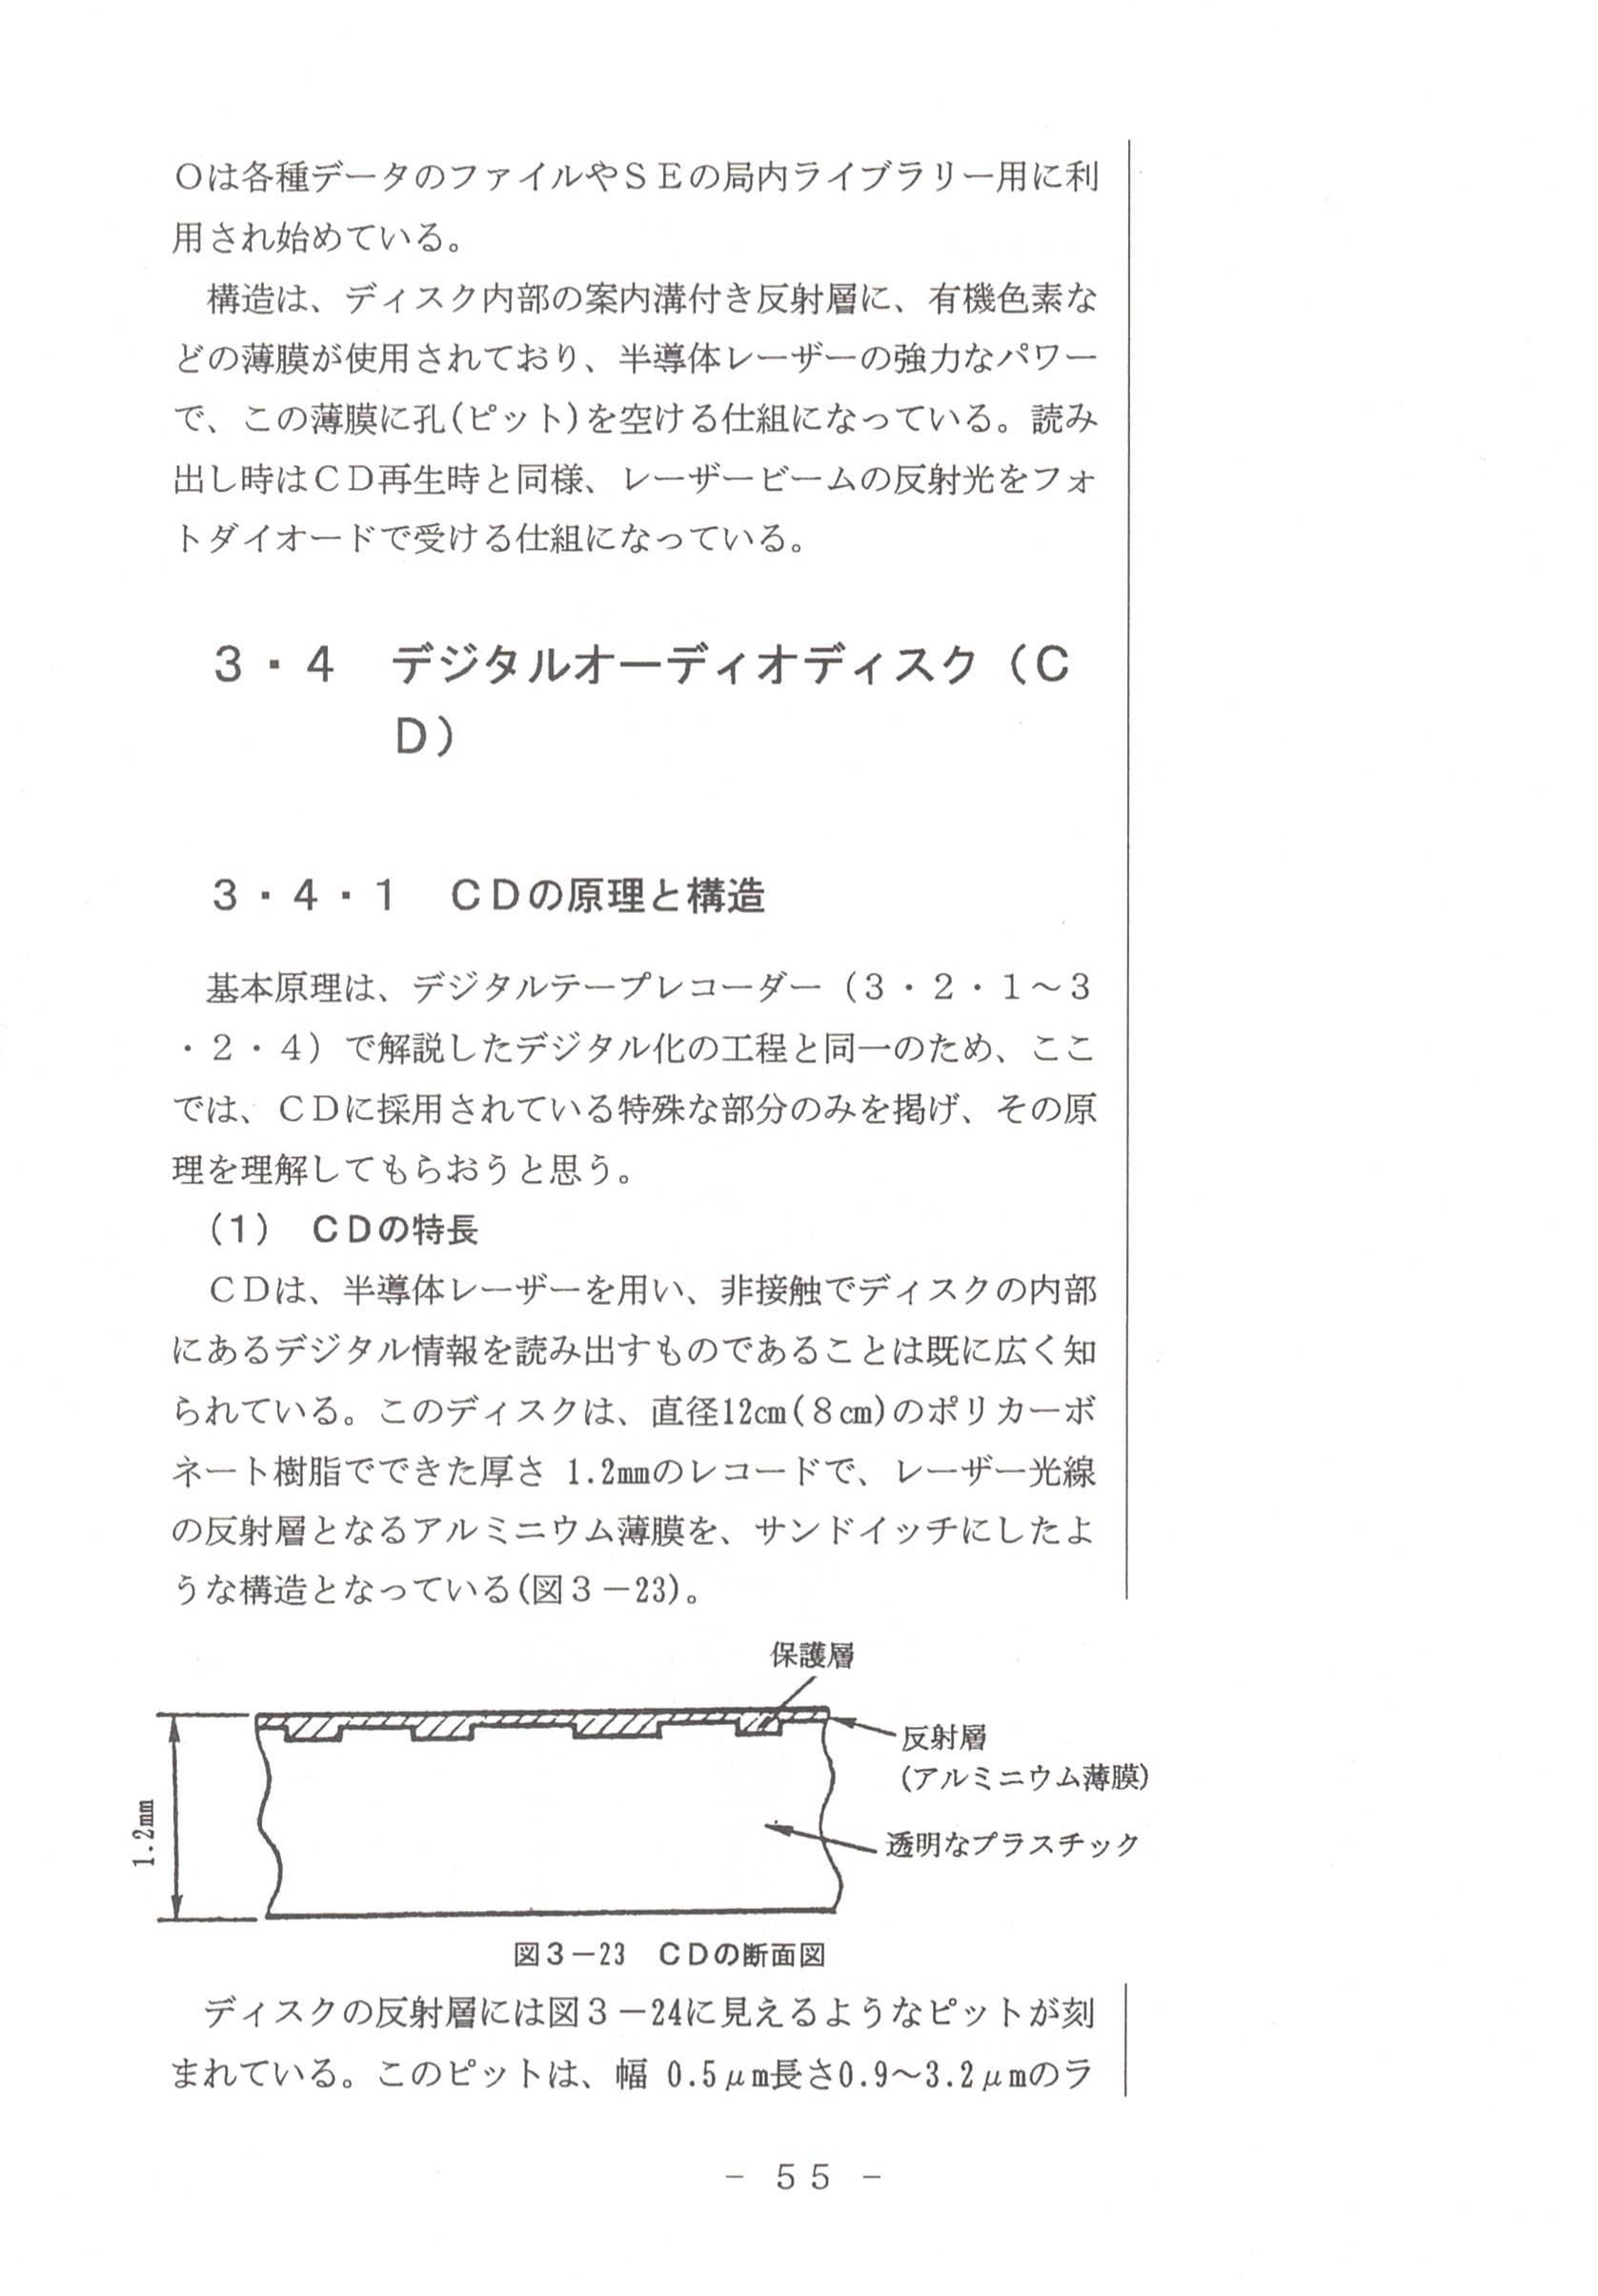 Ｏは各種データのファイルやＳＥの局内ライブラリー用に利
用され始めている。
　構造は、ディスク内部の案内溝付き反射層に、有機色素な
どの薄膜が使用されており、半導体レーザーの強力なパワー
で、この薄膜に孔(ピット)を空ける仕組になっている。読み
出し時はＣＤ再生時と同様、レーザービームの反射光をフォ
トダイオードで受ける仕組になっている。
３・４　デジタルオーディオディスク（Ｃ
Ｄ）
３・４・１　ＣＤの原理と構造
　基本原理は、デジタルテープレコーダー（３・２・１～３
・２・４）で解説したデジタル化の工程と同一のため、ここ
では、ＣＤに採用されている特殊な部分のみを掲げ、その原
理を理解してもらおうと思う。
（1）　ＣＤの特長
　ＣＤは、半導体レーザーを用い、非接触でディスクの内部
にあるデジタル情報を読み出すものであることは既に広く知
られている。このディスクは、直径12㎝(８㎝)のポリカーボ
ネート樹脂でできた厚さ 1.2㎜のレコードで、レーザー光線
の反射層となるアルミニウム薄膜を、サンドイッチにしたよ
うな構造となっている(図３－23)。
保護層
反射層
(アルミニウム薄膜)
1.2㎜
透明なプラスチック
図３－23　ＣＤの断面図
　ディスクの反射層には図３－24に見えるようなピットが刻
まれている。このピットは、幅 0.5μm長さ0.9～3.2μmのラ
－ ５５ －